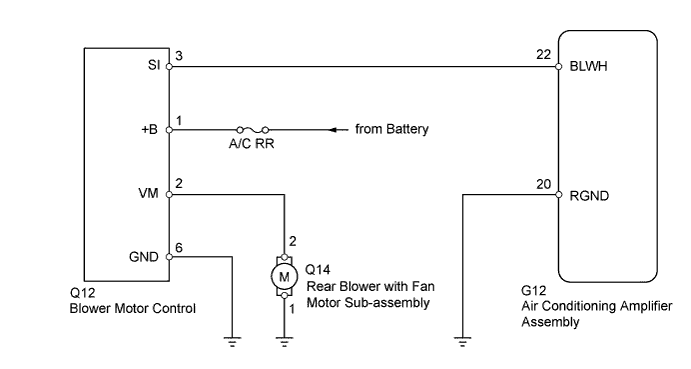 SI 3
22 BLWH
+B 1
A/C RR
from Battery
VM 2
20 RGND
GND 6
2
M
Q14
Rear Blower with Fan
Motor Sub-assembly
1
Q12
Blower Motor Control
G12
Air Conditioning Amplifier
Assembly